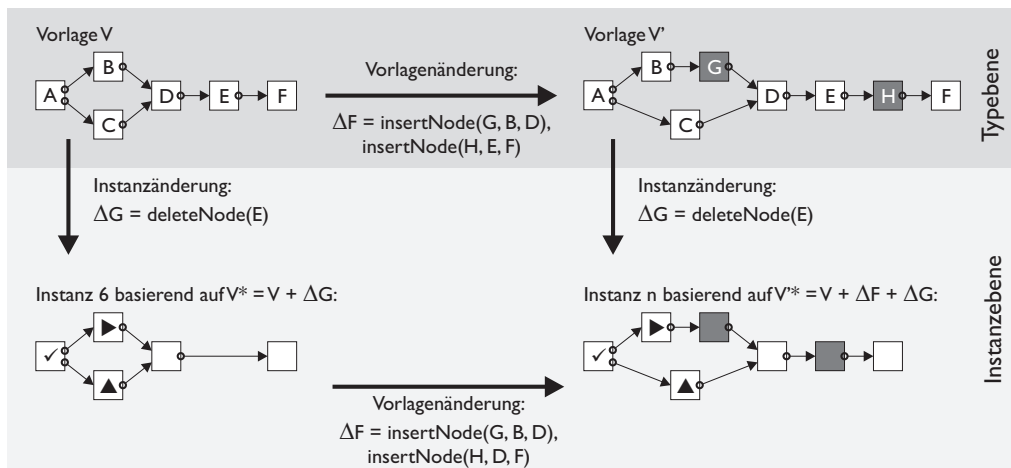 Vorlage V
Vorlage V’
B
G
B
Vorlagenänderung:
A
D
E
F
A
D
E
H
F
C
C
ΔF = insertNode(G, B, D),
insertNode(H, E, F)
Typebene
Instanzänderung:
ΔG = deleteNode(E)
Instanzänderung:
ΔG = deleteNode(E)
Instanz 6 basierend auf V* = V + ΔG:
Instanz n basierend auf V’* = V + ΔF + ΔG:
Instanzebene
Vorlagenänderung:
ΔF = insertNode(G, B, D),
insertNode(H, D, F)